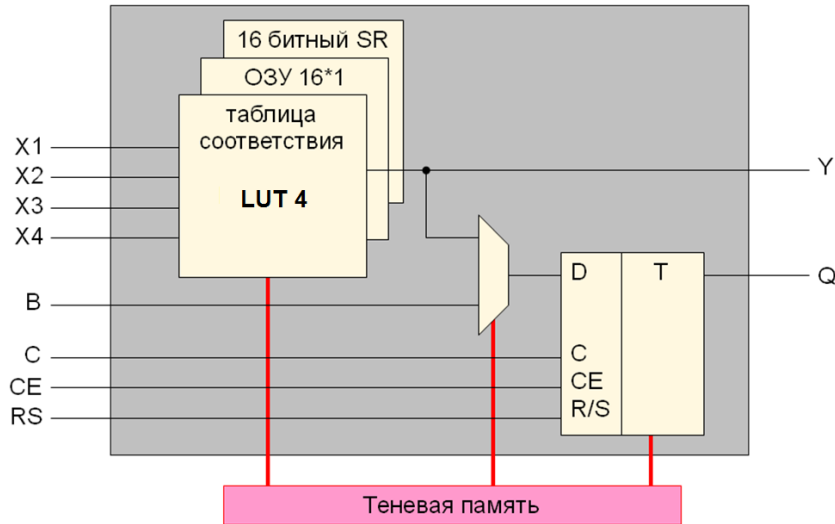 16 битный SR
ОЗУ 16*1
таблица
соответствия
LUT 4
X1
X2
X3
X4
B
C
CE
RS
Y
Q
D
T
C
CE
R/S
Теневая память